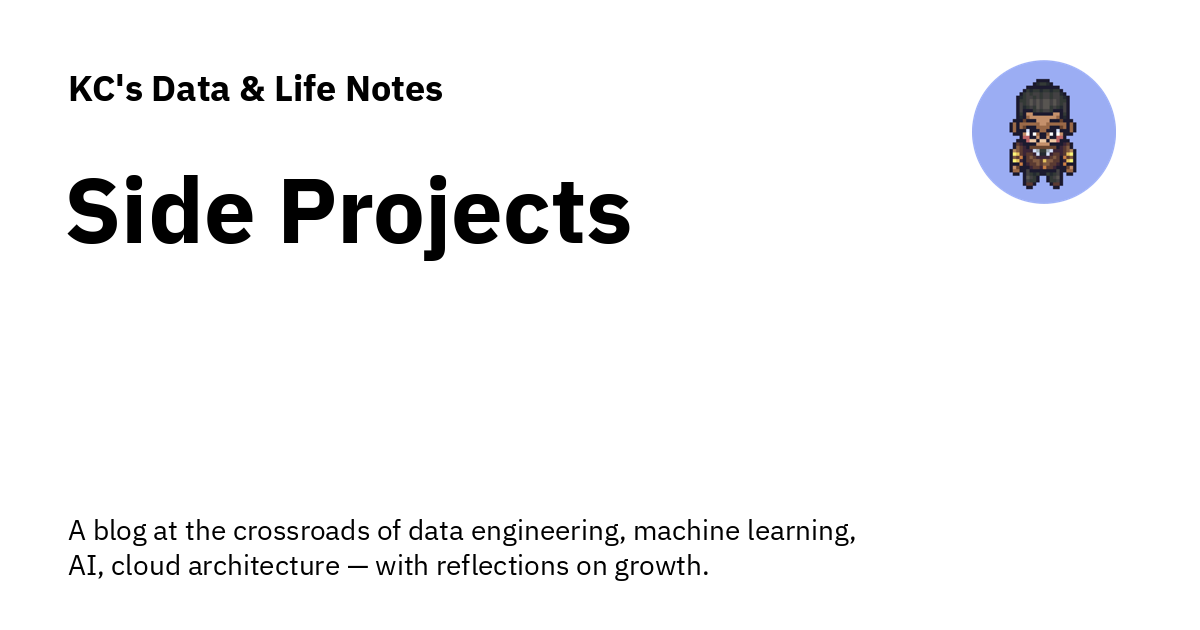 KC's Data & Life Notes
Side Projects
A blog at the crossroads of data engineering, machine learning,
AI, cloud architecture — with reflections on growth.